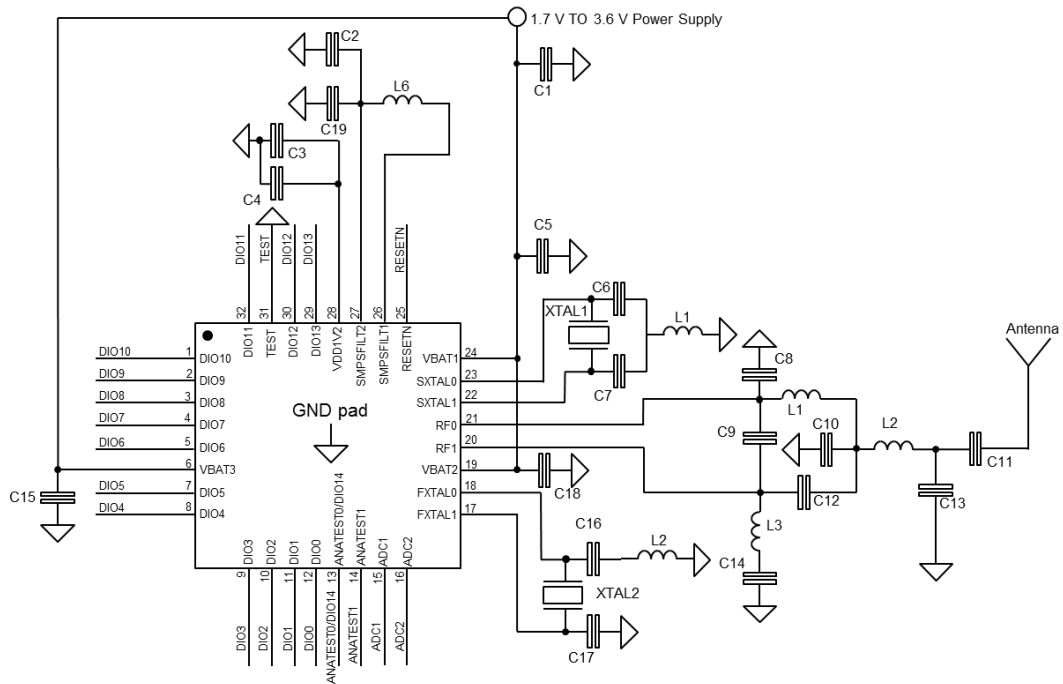 1.7 V TO 3.6 V Power Supply
C2
C1
L6
C19
C3
C4
C5
DIO11
TEST
DIO12
DIO13
RESETN
32
31
30
29
28
27
26
25
DIO11
TEST
DIO12
DIO13
VDD1V2
SMPSFILT2
SMPSFILT1
RESETN
C6
XTAL1
L1
C7
Antenna
C8
L1
C9
C10
L2
C11
C12
C13
L3
C14
DIO10 1 DIO10
DIO9 2 DIO9
DIO8 3 DIO8
DIO7 4 DIO7
DIO6 5 DIO6
6 VBAT3
DIO5 7 DIO5
DIO4 8 DIO4
C15
GND pad
VBAT1 24
SXTAL0 23
SXTAL1 22
RF0 21
RF1 20
VBAT2 19
FXTAL0 18
FXTAL1 17
C18
C16
L2
XTAL2
C17
DIO3
DIO2
DIO1
DIO0
ANATEST0/DIO14
ANATEST1
ADC1
ADC2
9
10
11
12
13
14
15
16
DIO3
DIO2
DIO1
DIO0
ANATEST0/DIO14
ANATEST1
ADC1
ADC2